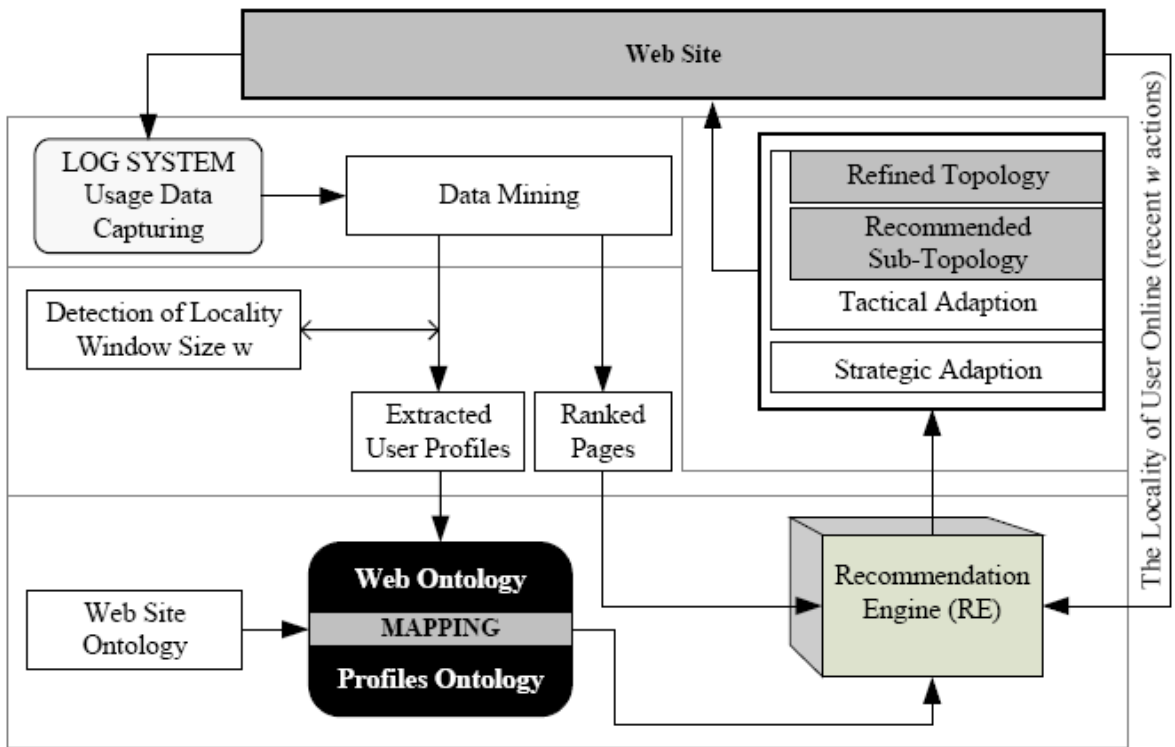 Web Site
LOG SYSTEM
Usage Data
Capturing
Data Mining
Refined Topology
Recommended
Sub-Topology
Tactical Adaption
Strategic Adaption
Detection of Locality
Window Size w
Extracted
User Profiles
Ranked
Pages
The Locality of User Online (recent w actions)
Web Site
Ontology
Web Ontology
MAPPING
Profiles Ontology
Recommendation
Engine (RE)